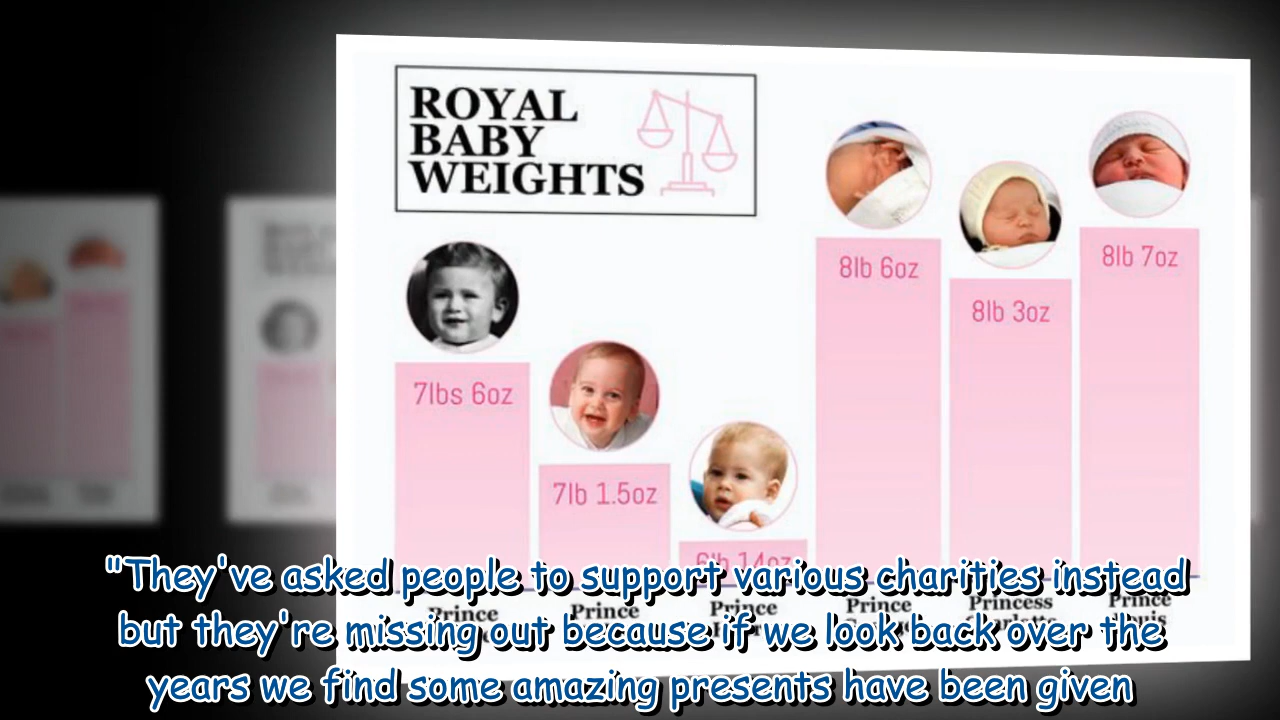 ROYAL
BABY
WEIGHTS
7lbs 6oz
7lb 1.5oz
6lb 14oz
8lb 6oz
8lb 3oz
8lb 7oz
Prince Prince Prince Prince Princess Prince
"They've asked people to support various charities instead
but they're missing out because if we look back over the
years we find some amazing presents have been given